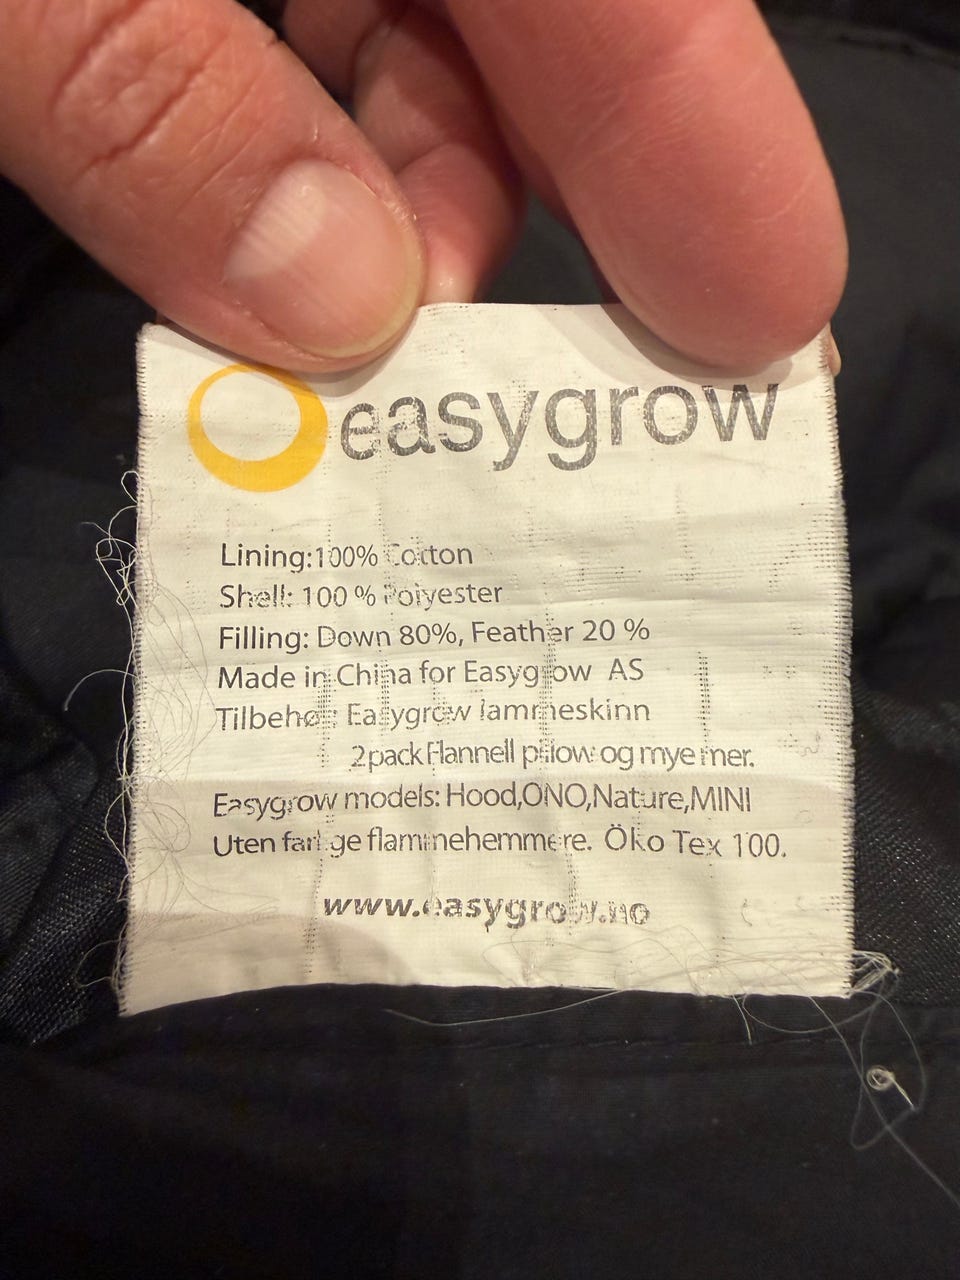 easygrow
Lining:100% Cotton
Shell: 100 % Polyester
Filling: Down 80%, Feather 20 %
Made in China for Easygrow AS
Tilbehør: Easygrow lammeskinn
2pack Flannell pillow og mye mer.
Easygrow models: Hood,ONO,Nature,MINI
Uten farlige flammehemmere. Öko Tex 100.
www.easygrow.no